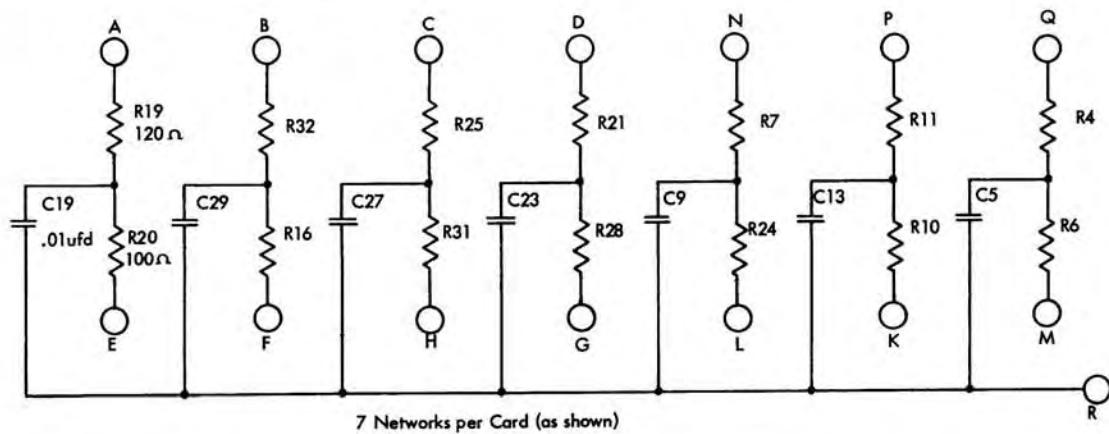 A
B
C
D
N
P
Q
R19
120 Ω
R32
R25
R21
R7
R11
R4
C19
C29
C27
C23
C9
C13
C5
.01ufd
R20
100Ω
R16
R31
R28
R24
R10
R6
E
F
H
G
L
K
M
R
7 Networks per Card (as shown)